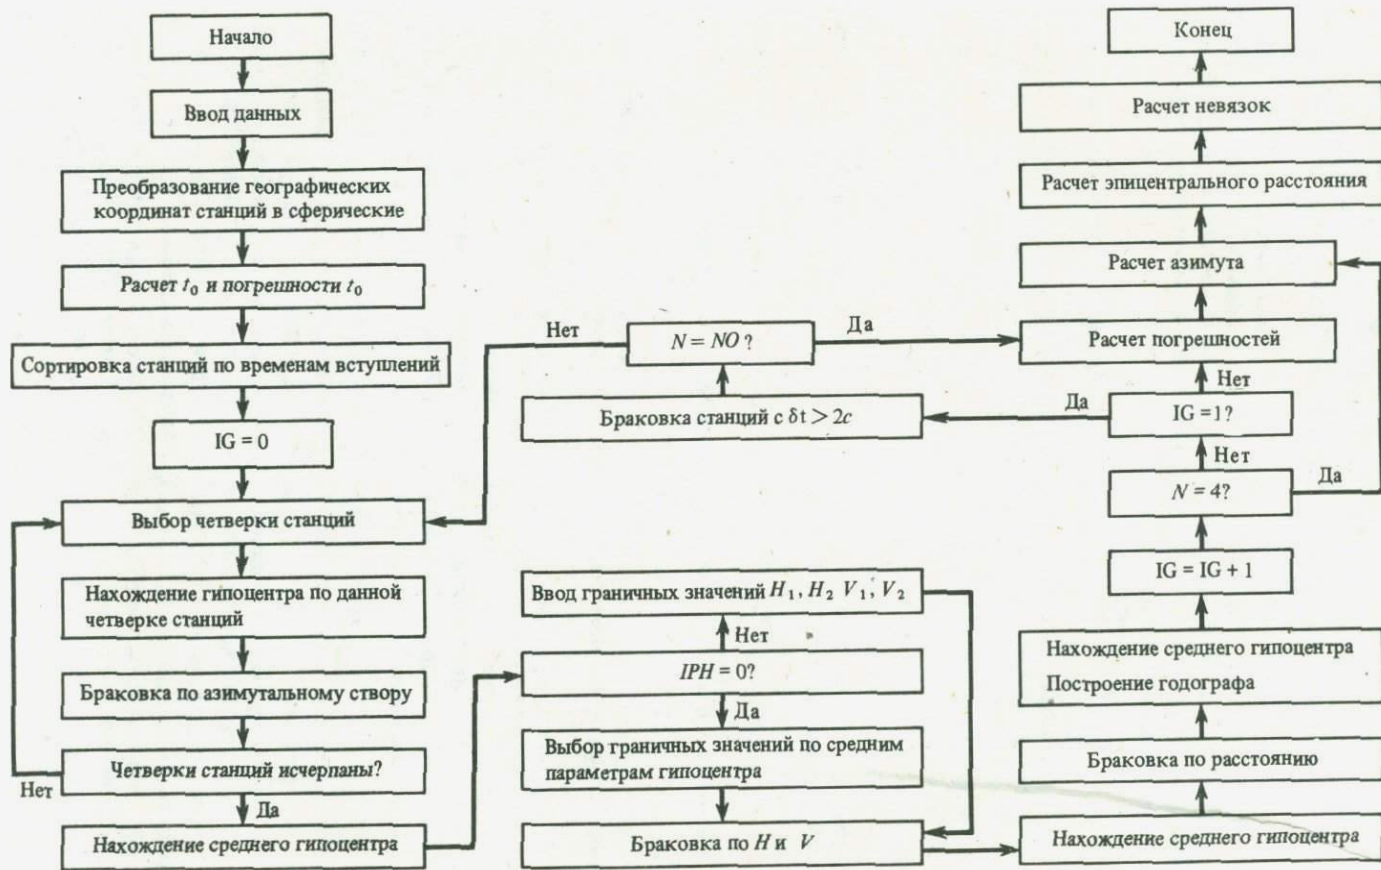 Начало
Ввод данных
Преобразование географических
координат станций в сферические
Расчет t₀ и погрешности t₀
Сортировка станций по временам вступлений
IG = 0
Выбор четверки станций
Нахождение гипоцентра по данной
четверке станций
Браковка по азимутальному створу
Четверки станций исчерпаны?
Нет
Да
Нахождение среднего гипоцентра
Нет
N = NO ?
Да
Браковка станций с δt > 2с
Да
Ввод граничных значений H₁, H₂ V₁, V₂
Нет
IPH = 0?
Да
Выбор граничных значений по средним
параметрам гипоцентра
Браковка по H и V
Конец
Расчет невязок
Расчет эпицентрального расстояния
Расчет азимута
Расчет погрешностей
Нет
IG =1?
Нет
N = 4?
Да
IG = IG + 1
Нахождение среднего гипоцентра
Построение годографа
Браковка по расстоянию
Нахождение среднего гипоцентра